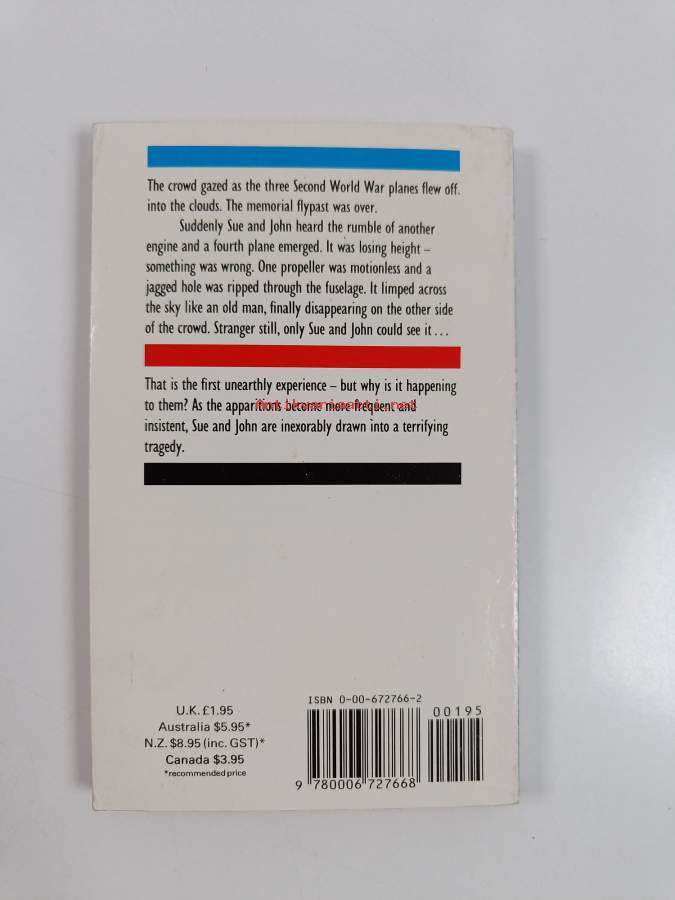 The crowd gazed as the three Second World War planes flew off
into the clouds. The memorial flypast was over.
Suddenly Sue and John heard the rumble of another
engine and a fourth plane emerged. It was losing height –
something was wrong. One propeller was motionless and a
jagged hole was ripped through the fuselage. It limped across
the sky like an old man, finally disappearing on the other side
of the crowd. Stranger still, only Sue and John could see it ...
That is the first unearthly experience – but why is it happening
to them? As the apparitions become more frequent and
insistent, Sue and John are inexorably drawn into a terrifying
tragedy.
U.K. £1.95
Australia $5.95*
N.Z. $8.95 (inc. GST)*
Canada $3.95
*recommended price
ISBN 0-00-672766-2
00195
9 780006 727668